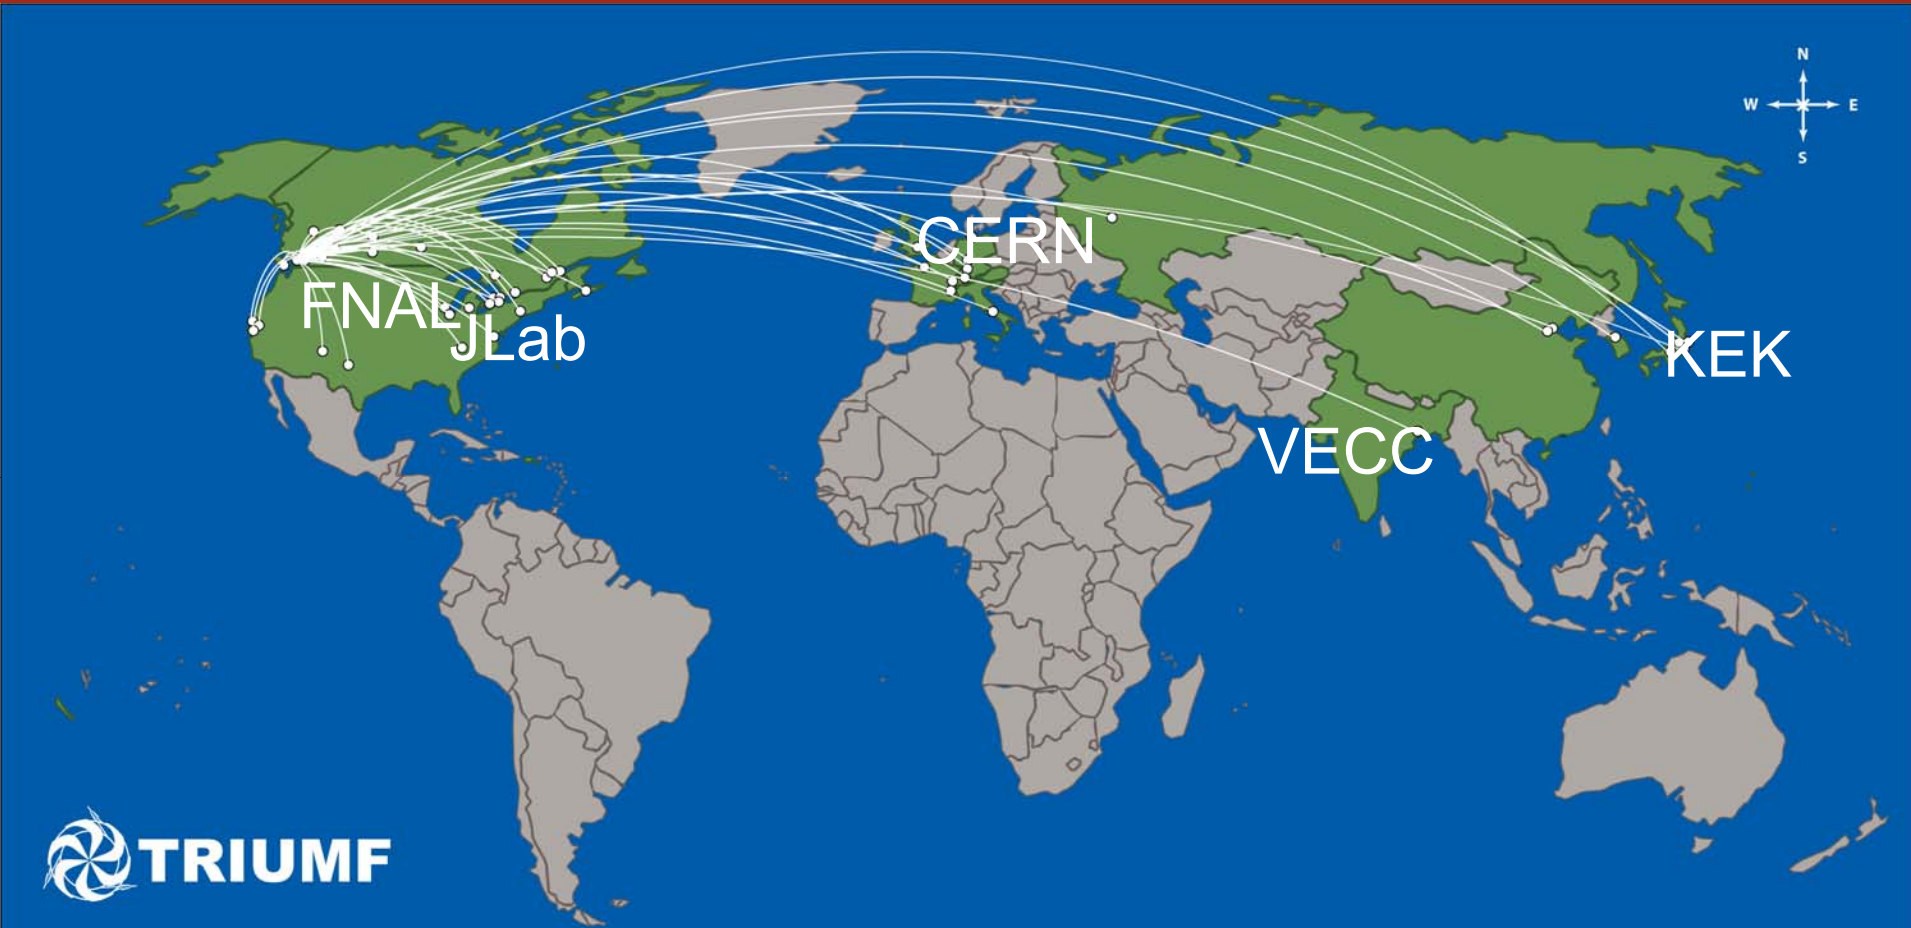 N
W E
S
CERN
FNAL
JLab
KEK
VECC
TRIUMF